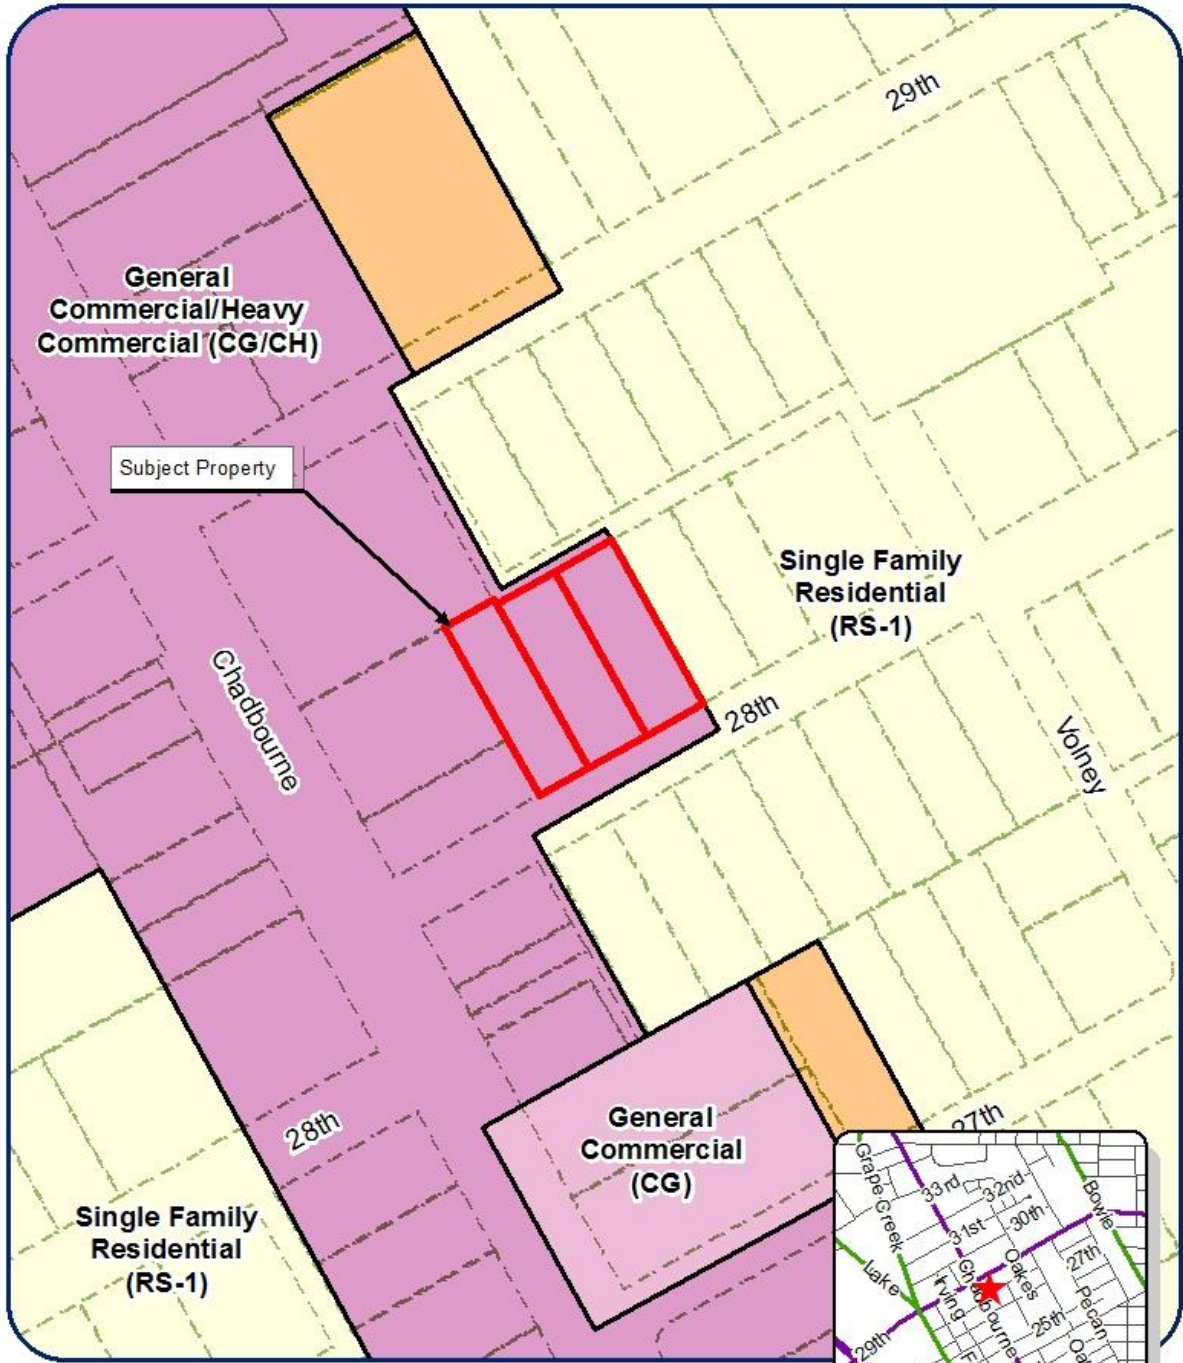 29th
General
Commercial/Heavy
Commercial (CG/CH)
Subject Property
Single Family
Residential
(RS-1)
Chadbourne
28th
Volney
General
Commercial
(CG)
28th
27th
Single Family
Residential
(RS-1)
Grape Creek
33rd
32nd
Bowie
31st
30th
Lake
Oakes
27th
Irving
Chadbourne
Pecan
25th
29th